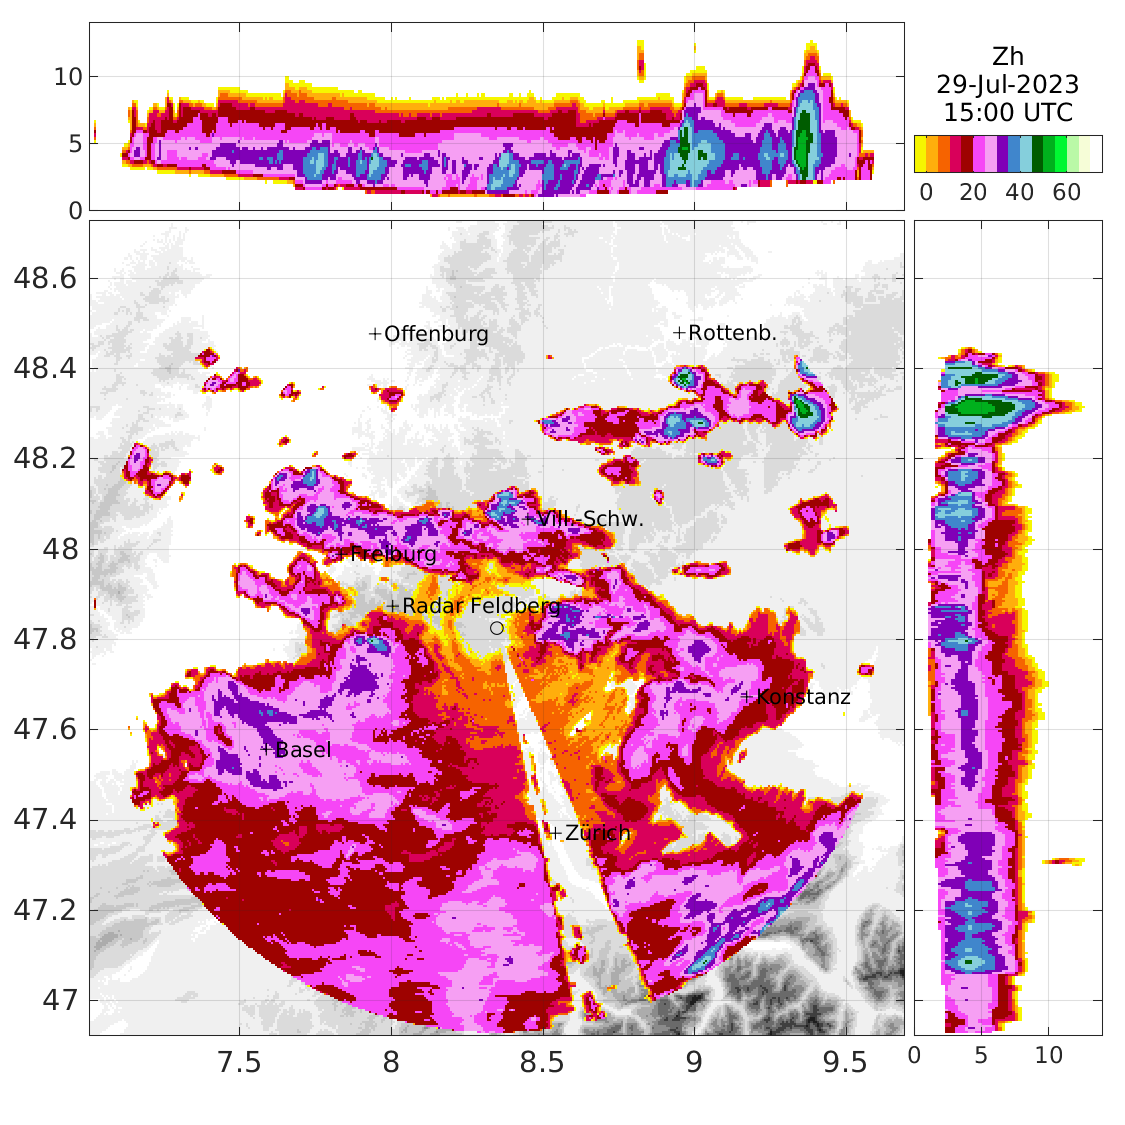 10
5
0
Zh
29-Jul-2023
15:00 UTC
0 20 40 60
48.6
48.4
48.2
48
47.8
47.6
47.4
47.2
47
+Offenburg
+Rottenb.
+Vill.-Schw.
+Freiburg
+Radar Feldberg
+Konstanz
+Basel
+Zürich
7.5 8 8.5 9 9.5
0 5 10